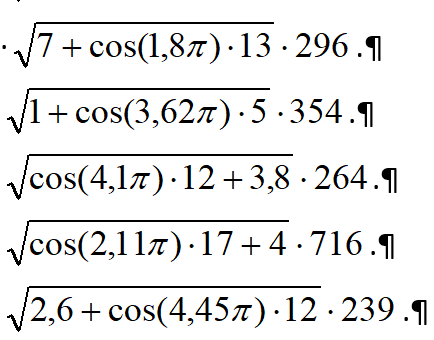 · √7 + cos(1,8π) · 13 · 296 .¶
√1 + cos(3,62π) · 5 · 354 .¶
√cos(4,1π) · 12 + 3,8 · 264 .¶
√cos(2,11π) · 17 + 4 · 716 .¶
√2,6 + cos(4,45π) · 12 · 239 .¶